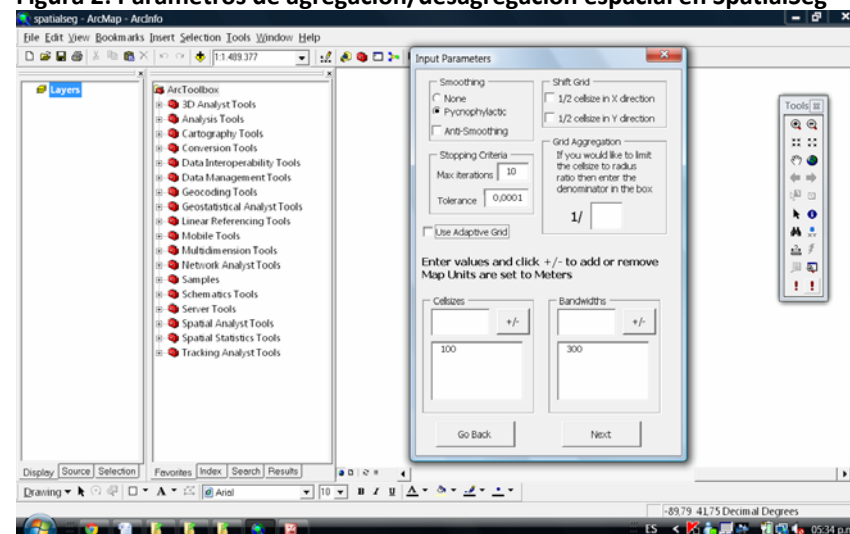 Figura 2: Parámetros de agregación/desagregación espacial en SpatialSeg
spatialseg - ArcMap - ArcInfo
File Edit View Bookmarks Insert Selection Tools Window Help
1:1.489.377
Layers
ArcToolbox
3D Analyst Tools
Analysis Tools
Cartography Tools
Conversion Tools
Data Interoperability Tools
Data Management Tools
Geocoding Tools
Geostatistical Analyst Tools
Linear Referencing Tools
Mobile Tools
Multidimension Tools
Network Analyst Tools
Samples
Schematics Tools
Server Tools
Spatial Analyst Tools
Spatial Statistics Tools
Tracking Analyst Tools
Input Parameters
Smoothing
None
Pycnophylactic
Anti-Smoothing
Shift Grid
1/2 cellsize in X direction
1/2 cellsize in Y direction
Stopping Criteria
Max iterations 10
Tolerance 0,0001
Grid Aggregation
If you would like to limit
the cellsize to radius
ratio then enter the
denominator in the box
1/
Use Adaptive Grid
Enter values and click +/- to add or remove
Map Units are set to Meters
Cellsizes
+/-
100
Bandwidths
+/-
300
Go Back
Next
Tools
Display Source Selection
Favorites Index Search Results
Drawing
Arial
10
B I U A
-89,79 41,75 Decimal Degrees
ES
05:34 p.m.